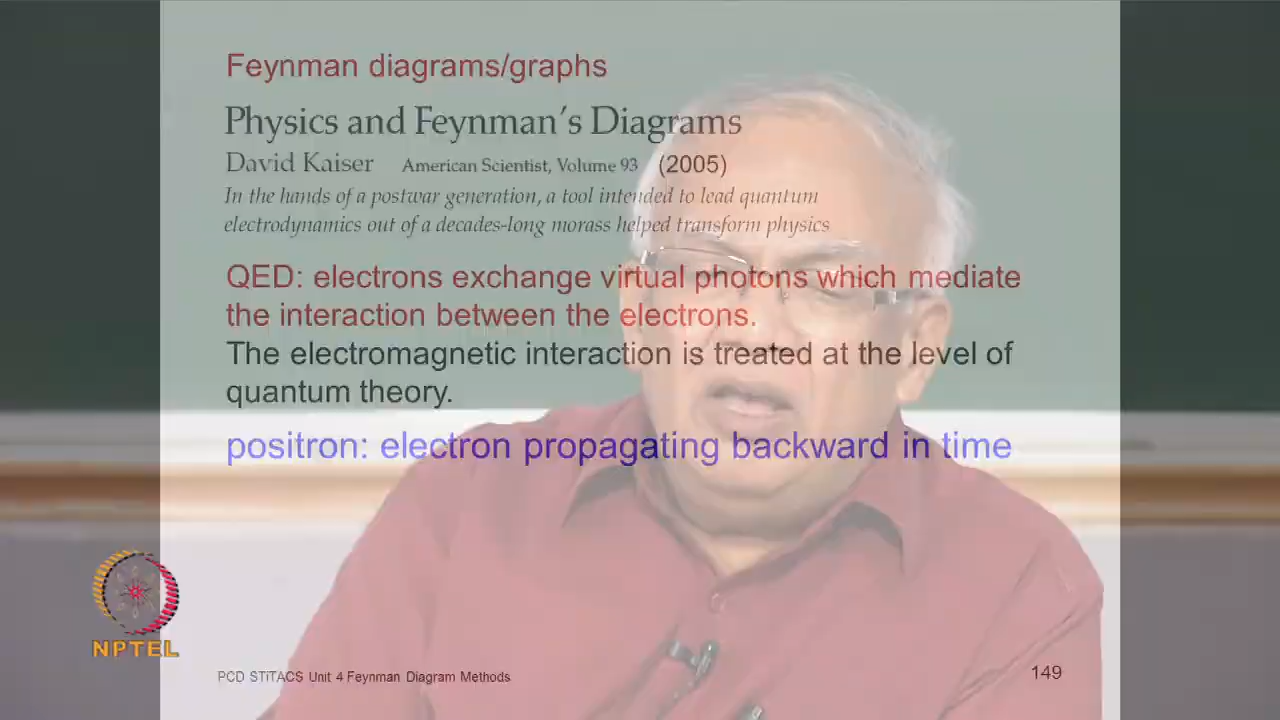 Feynman diagrams/graphs
Physics and Feynman's Diagrams
David Kaiser American Scientist, Volume 93 (2005)
In the hands of a postwar generation, a tool intended to lead quantum
electrodynamics out of a decades-long morass helped transform physics
QED: electrons exchange virtual photons which mediate
the interaction between the electrons.
The electromagnetic interaction is treated at the level of
quantum theory.
positron: electron propagating backward in time
NPTEL
PCD STiTACS Unit 4 Feynman Diagram Methods
149